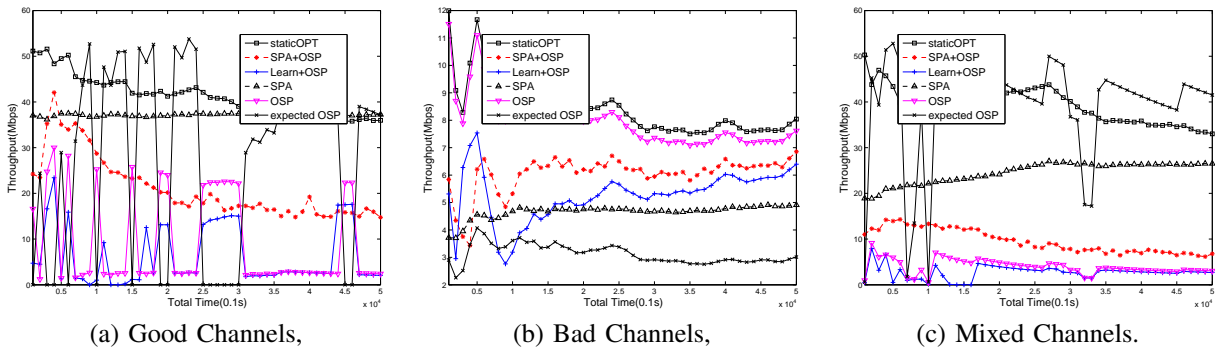 60
50
40
30
20
10
0
Throughput(Mbps)
0.5
1
1.5
2
2.5
3
3.5
4
4.5
5
x 10⁴
Total Time(0.1s)
staticOPT
SPA+OSP
Learn+OSP
SPA
OSP
expected OSP
(a) Good Channels,
12
11
10
9
8
7
6
5
4
3
2
Throughput(Mbps)
0.5
1
1.5
2
2.5
3
3.5
4
4.5
5
x 10⁴
Total Time(0.1s)
staticOPT
SPA+OSP
Learn+OSP
SPA
OSP
expected OSP
(b) Bad Channels,
60
50
40
30
20
10
0
Throughput(Mbps)
0.5
1
1.5
2
2.5
3
3.5
4
4.5
5
x 10⁴
Total Time(0.1s)
staticOPT
SPA+OSP
Learn+OSP
SPA
OSP
expected OSP
(c) Mixed Channels.